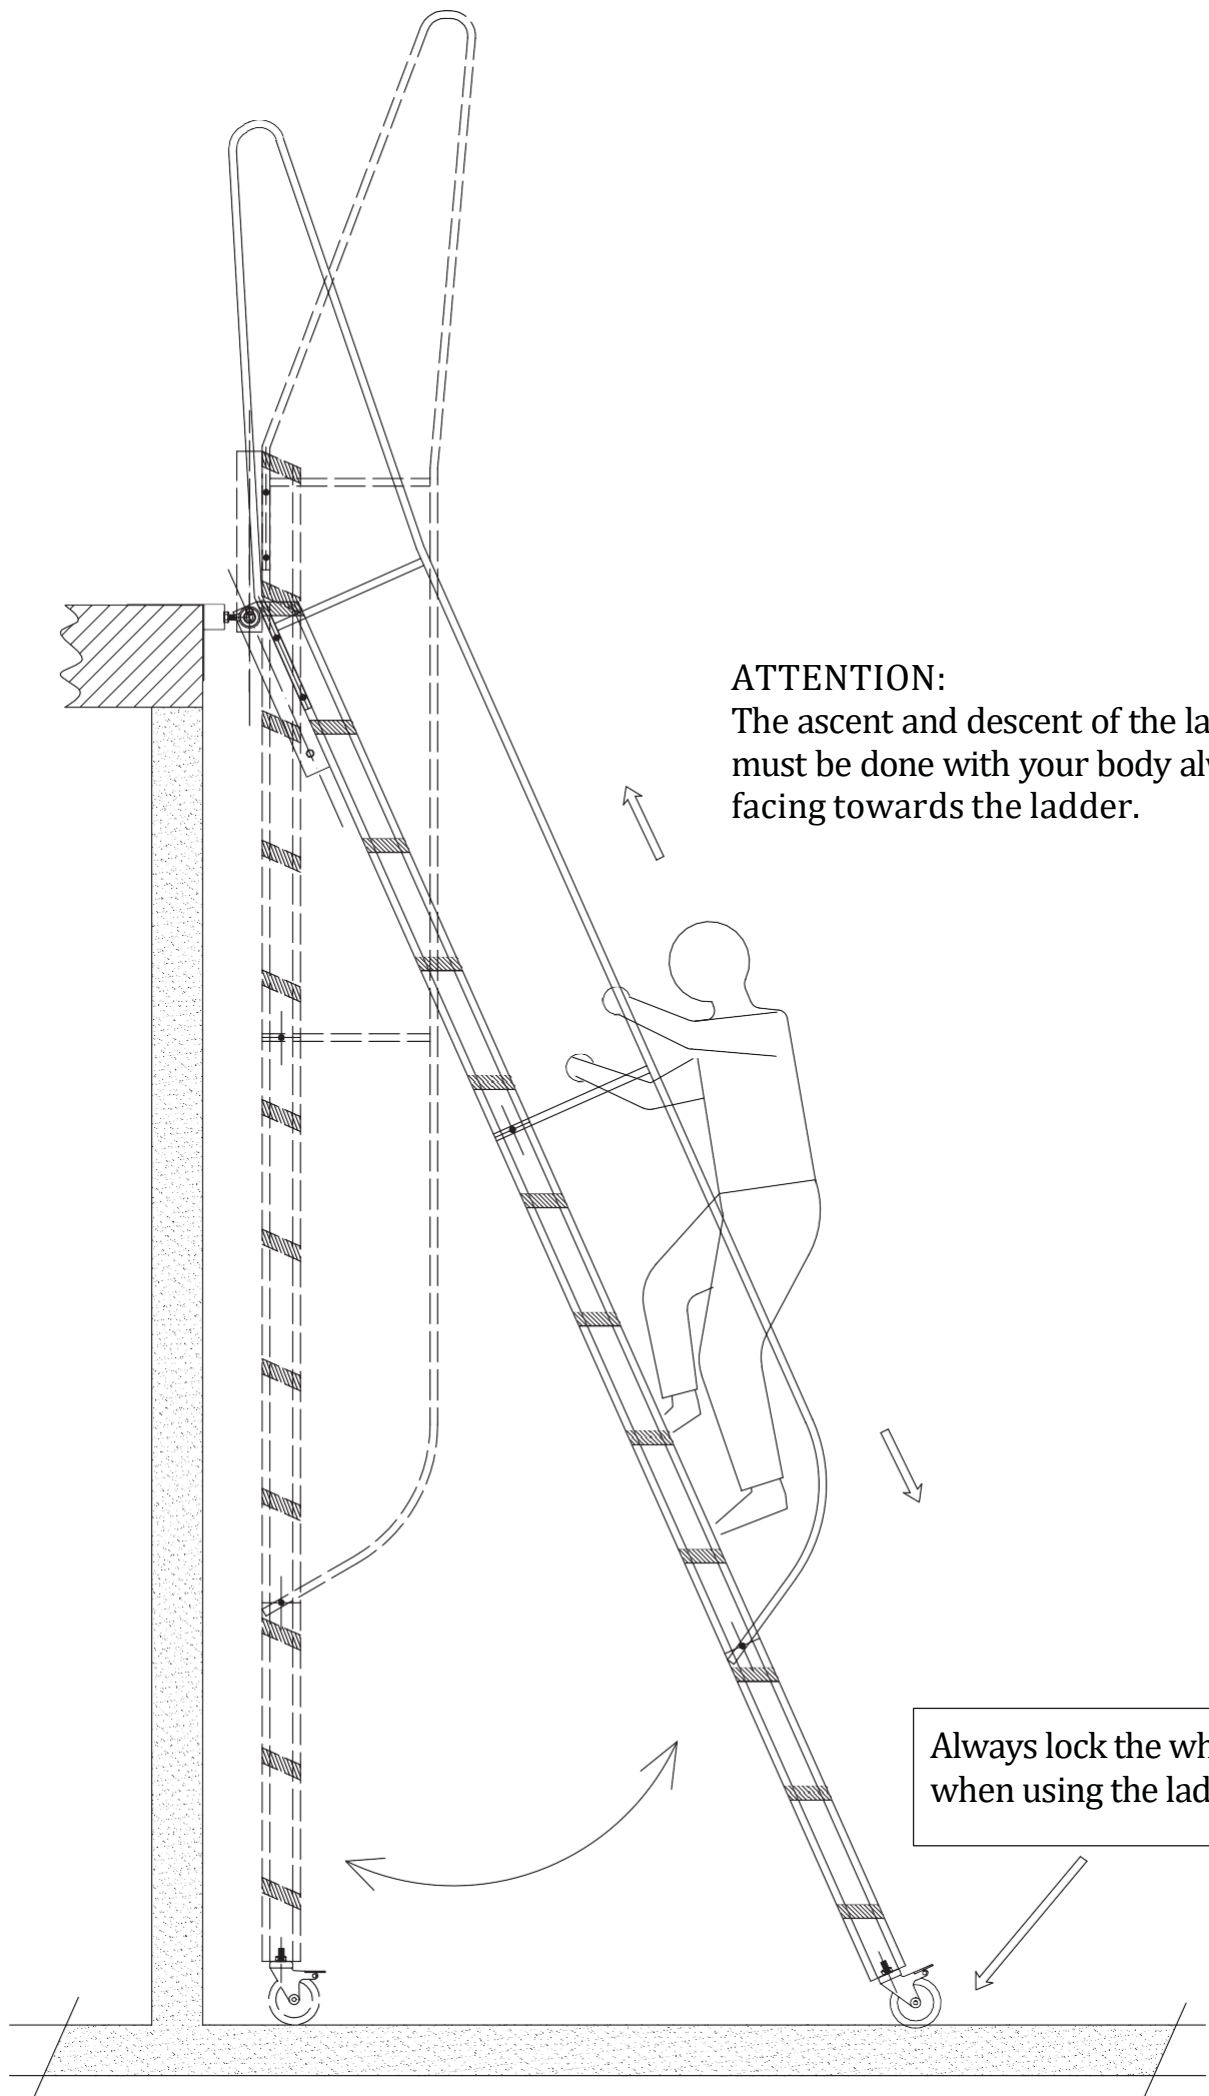 ATTENTION:
The ascent and descent of the la
must be done with your body al
facing towards the ladder.
Always lock the wh
when using the lad